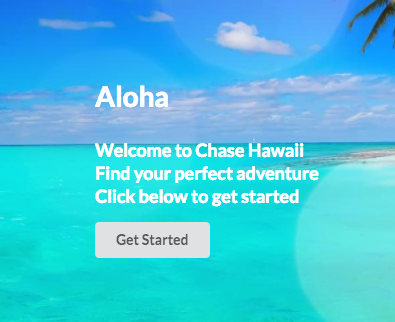 Aloha
Welcome to Chase Hawaii
Find your perfect adventure
Click below to get started
Get Started